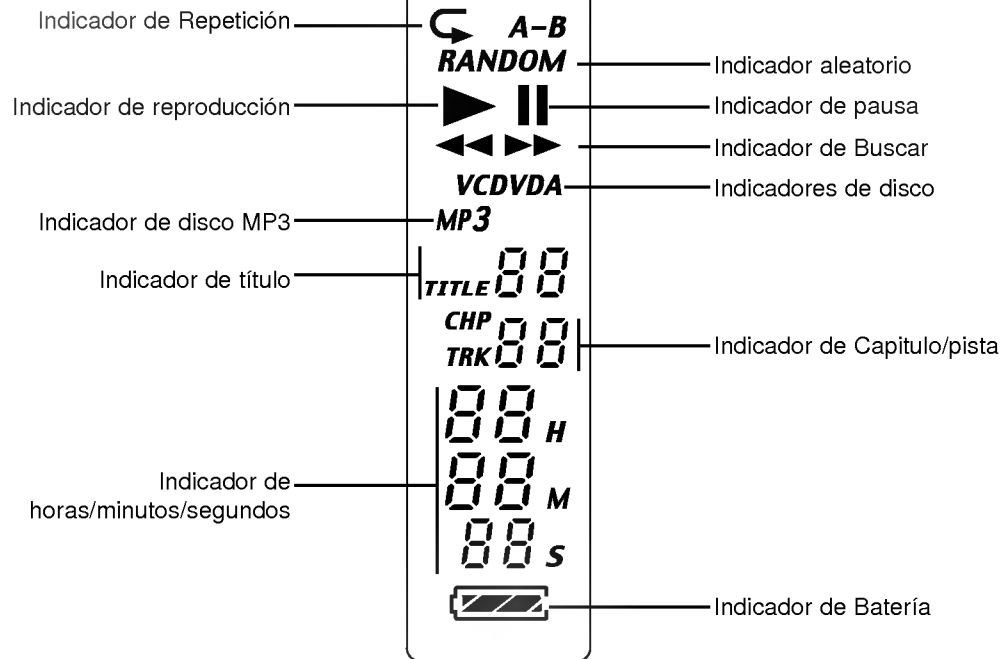 Indicador de Repetición
A-B
RANDOM
Indicador aleatorio
Indicador de reproducción
Indicador de pausa
Indicador de Buscar
VCDVDA
Indicadores de disco
Indicador de disco MP3
MP3
Indicador de título
TITLE 88
CHP
TRK 88
Indicador de Capitulo/pista
88 H
Indicador de
horas/minutos/segundos
88 M
88 S
Indicador de Batería